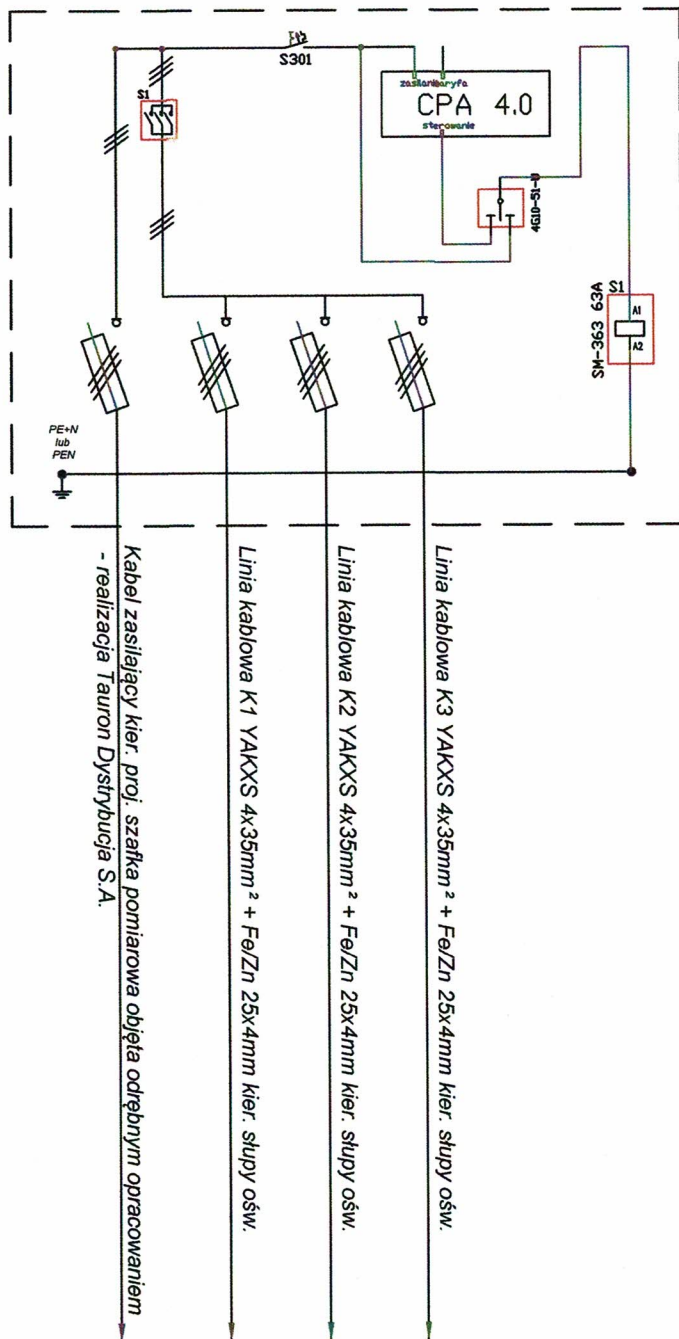 S301
zasilanie
taryfa
CPA 4.0
sterowanie
S1
4G10-51-U
S1
A1
A2
SM-363 63A
PE+N
lub
PEN
Kabel zasilający kier. proj. szafka pomiarowa objęta odrębnym opracowaniem
- realizacja Tauron Dystrybucja S.A.
Linia kablowa K1 YAKXS 4x35mm² + Fe/Zn 25x4mm kier. słupy ośw.
Linia kablowa K2 YAKXS 4x35mm² + Fe/Zn 25x4mm kier. słupy ośw.
Linia kablowa K3 YAKXS 4x35mm² + Fe/Zn 25x4mm kier. słupy ośw.